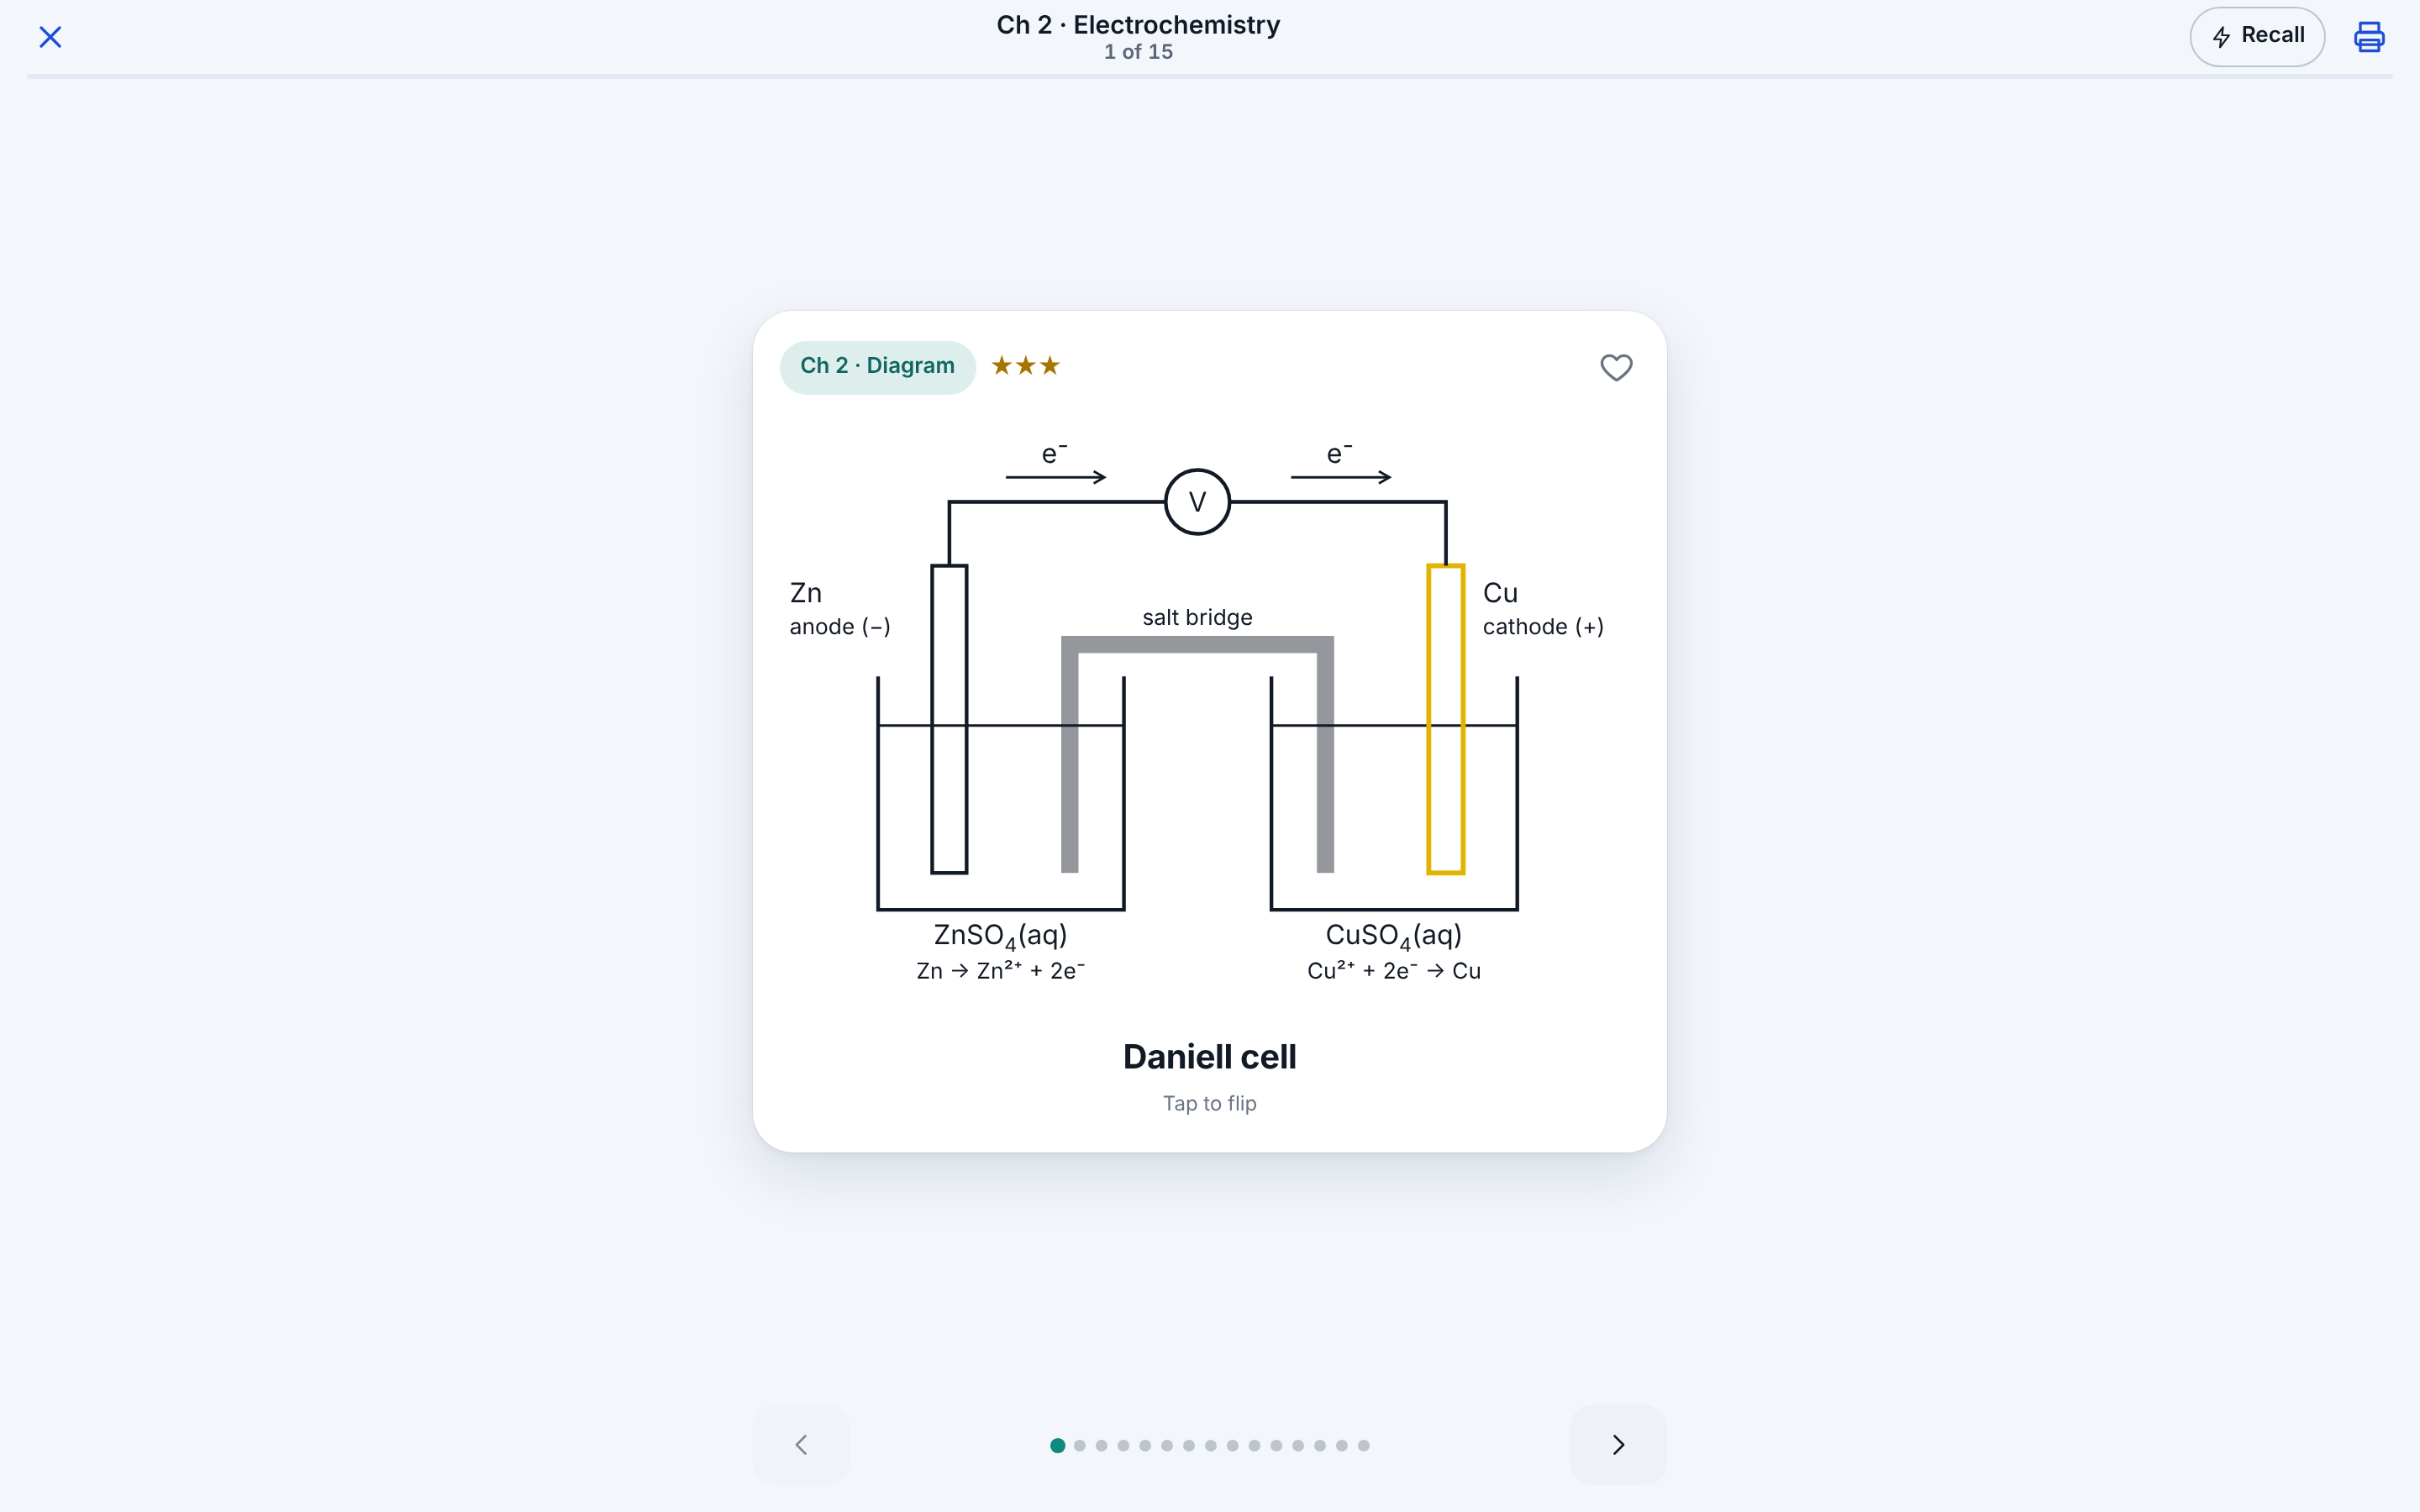 Ch 2 · Electrochemistry
1 of 15
Recall
Ch 2 · Diagram ★★★
e⁻ e⁻
V
Zn
anode (−)
salt bridge
Cu
cathode (+)
ZnSO₄(aq)
Zn → Zn²⁺ + 2e⁻
CuSO₄(aq)
Cu²⁺ + 2e⁻ → Cu
Daniell cell
Tap to flip